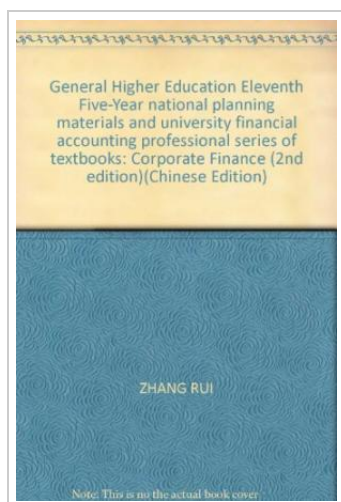 General Higher Education Eleventh
Five-Year national planning
materials and university financial
accounting professional series of
textbooks: Corporate Finance (2nd
edition)(Chinese Edition)
ZHANG RUI
Note: This is no the actual book cover